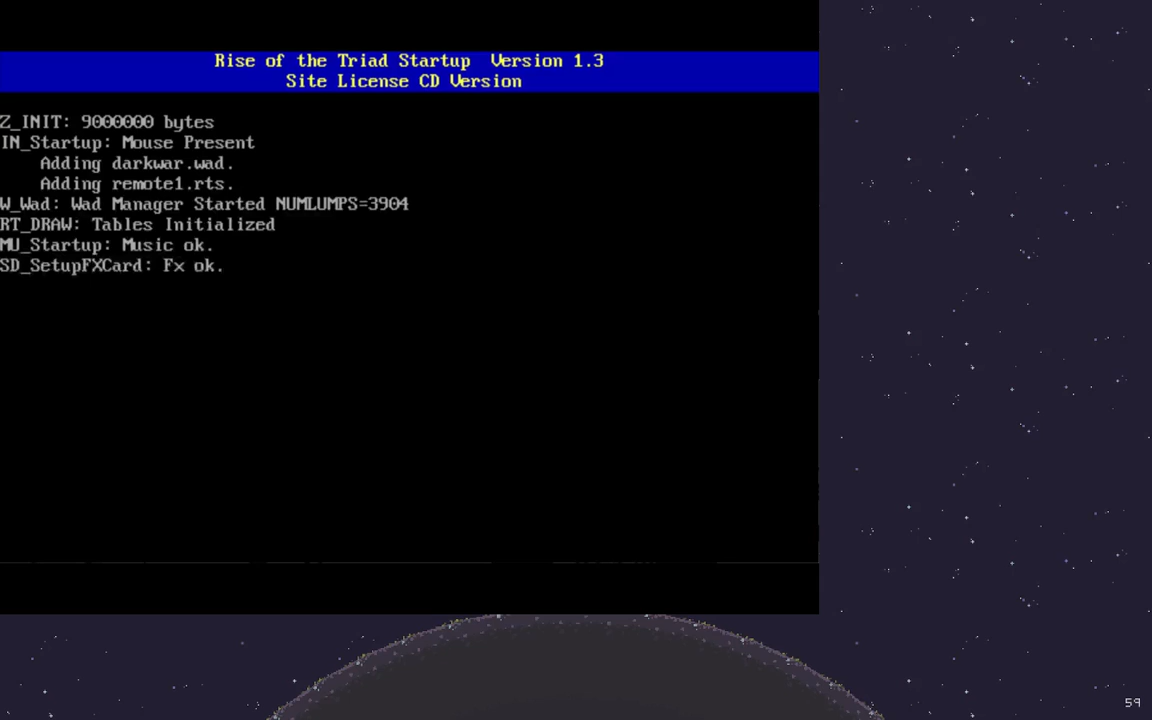 Rise of the Triad Startup Version 1.3
Site License CD Version
Z_INIT: 9000000 bytes
IN_Startup: Mouse Present
Adding darkwar.wad.
Adding remote1.rts.
W_Wad: Wad Manager Started NUMLUMPS=3904
RT_DRAW: Tables Initialized
MU_Startup: Music ok.
SD_SetupFXCard: Fx ok.
59